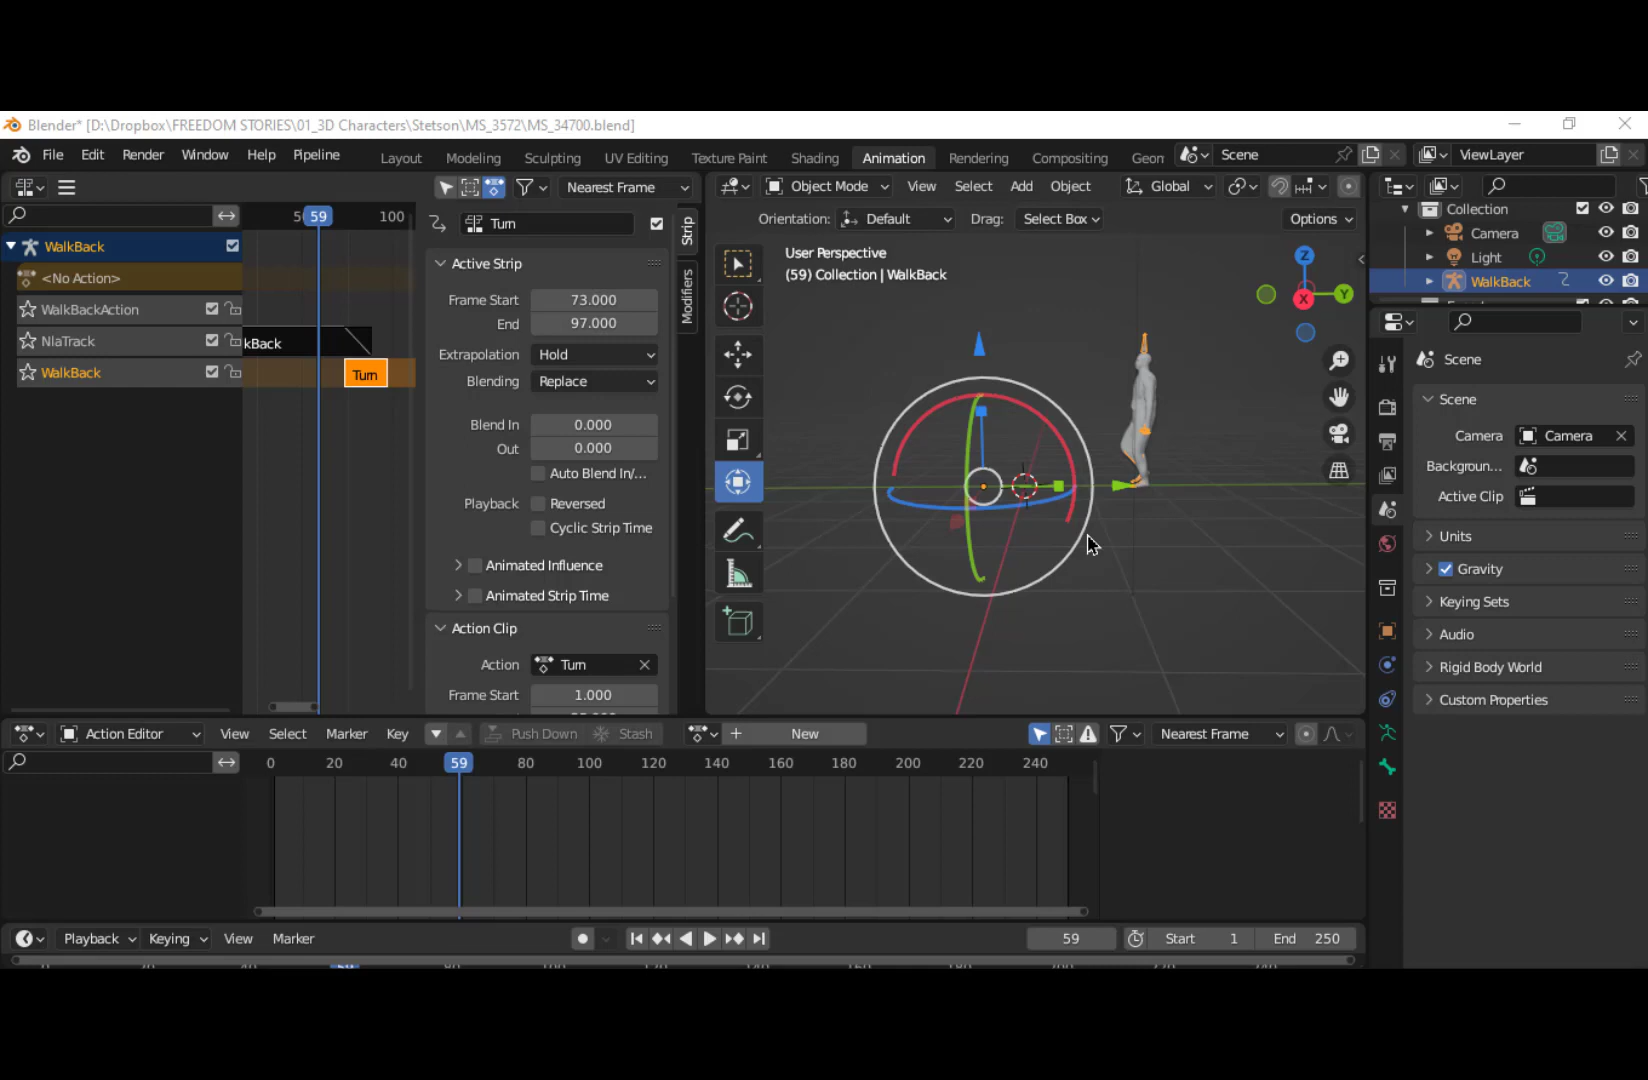 Blender* [D:\Dropbox\FREEDOM STORIES\01_3D Characters\Stetson\MS_3572\MS_34700.blend]
File Edit Render Window Help Pipeline Layout Modeling Sculpting UV Editing Texture Paint Shading Animation Rendering Compositing Geon Scene ViewLayer
Nearest Frame Object Mode View Select Add Object Global
59 100 Turn Orientation: Default Drag: Select Box Options
Collection
Camera
Light
WalkBack
WalkBack
<No Action>
WalkBackAction
NlaTrack
WalkBack
kBack
Turn
Strip
Modifiers
Active Strip
Frame Start 73.000
End 97.000
Extrapolation Hold
Blending Replace
Blend In 0.000
Out 0.000
Auto Blend In/...
Playback Reversed
Cyclic Strip Time
Animated Influence
Animated Strip Time
Action Clip
Action Turn
Frame Start 1.000
User Perspective
(59) Collection | WalkBack
Z
Y
X
Scene
Scene
Camera Camera
Backgroun...
Active Clip
Units
Gravity
Keying Sets
Audio
Rigid Body World
Custom Properties
Action Editor View Select Marker Key Push Down Stash New Nearest Frame
0 20 40 59 80 100 120 140 160 180 200 220 240
Playback Keying View Marker 59 Start 1 End 250